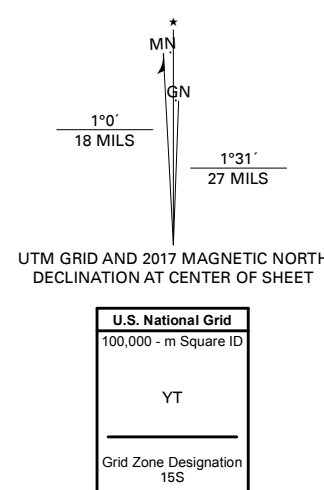 ★
MN
GN
1°0´
18 MILS
1°31´
27 MILS
UTM GRID AND 2017 MAGNETIC NORTH
DECLINATION AT CENTER OF SHEET
U.S. National Grid
100,000 - m Square ID
YT
Grid Zone Designation
15S